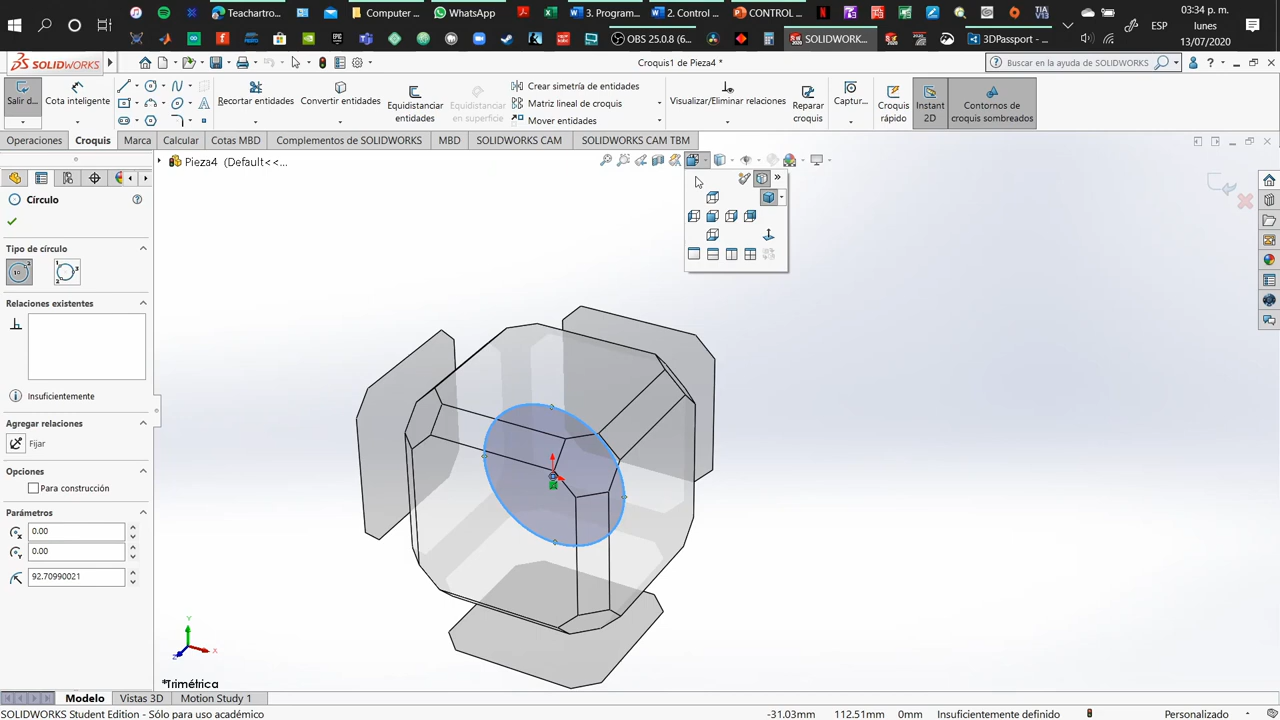 Teachartro...
Computer ...
WhatsApp
3. Program...
2. Control ...
CONTROL ...
TIA
V13
ESP
03:34 p. m.
lunes
13/07/2020
OBS 25.0.8 (6...
SOLIDWORK...
3DPassport - ...
SOLIDWORKS
Croquis1 de Pieza4 *
Buscar en la ayuda de SOLIDWORKS
Salir d...
Cota inteligente
Recortar entidades
Convertir entidades
Equidistanciar
entidades
Equidistanciar
en superficie
Crear simetría de entidades
Matriz lineal de croquis
Mover entidades
Visualizar/Eliminar relaciones
Reparar
croquis
Captur...
Croquis
rápido
Instant
2D
Contornos de
croquis sombreados
Operaciones
Croquis
Marca
Calcular
Cotas MBD
Complementos de SOLIDWORKS
MBD
SOLIDWORKS CAM
SOLIDWORKS CAM TBM
Pieza4 (Default<<...
Círculo
Tipo de círculo
Relaciones existentes
Insuficientemente
Agregar relaciones
Fijar
Opciones
Para construcción
Parámetros
0.00
0.00
92.70990021
Y
X
Z
*Trimétrica
Modelo
Vistas 3D
Motion Study 1
SOLIDWORKS Student Edition - Sólo para uso académico
-31.03mm
112.51mm
0mm
Insuficientemente definido
Personalizado